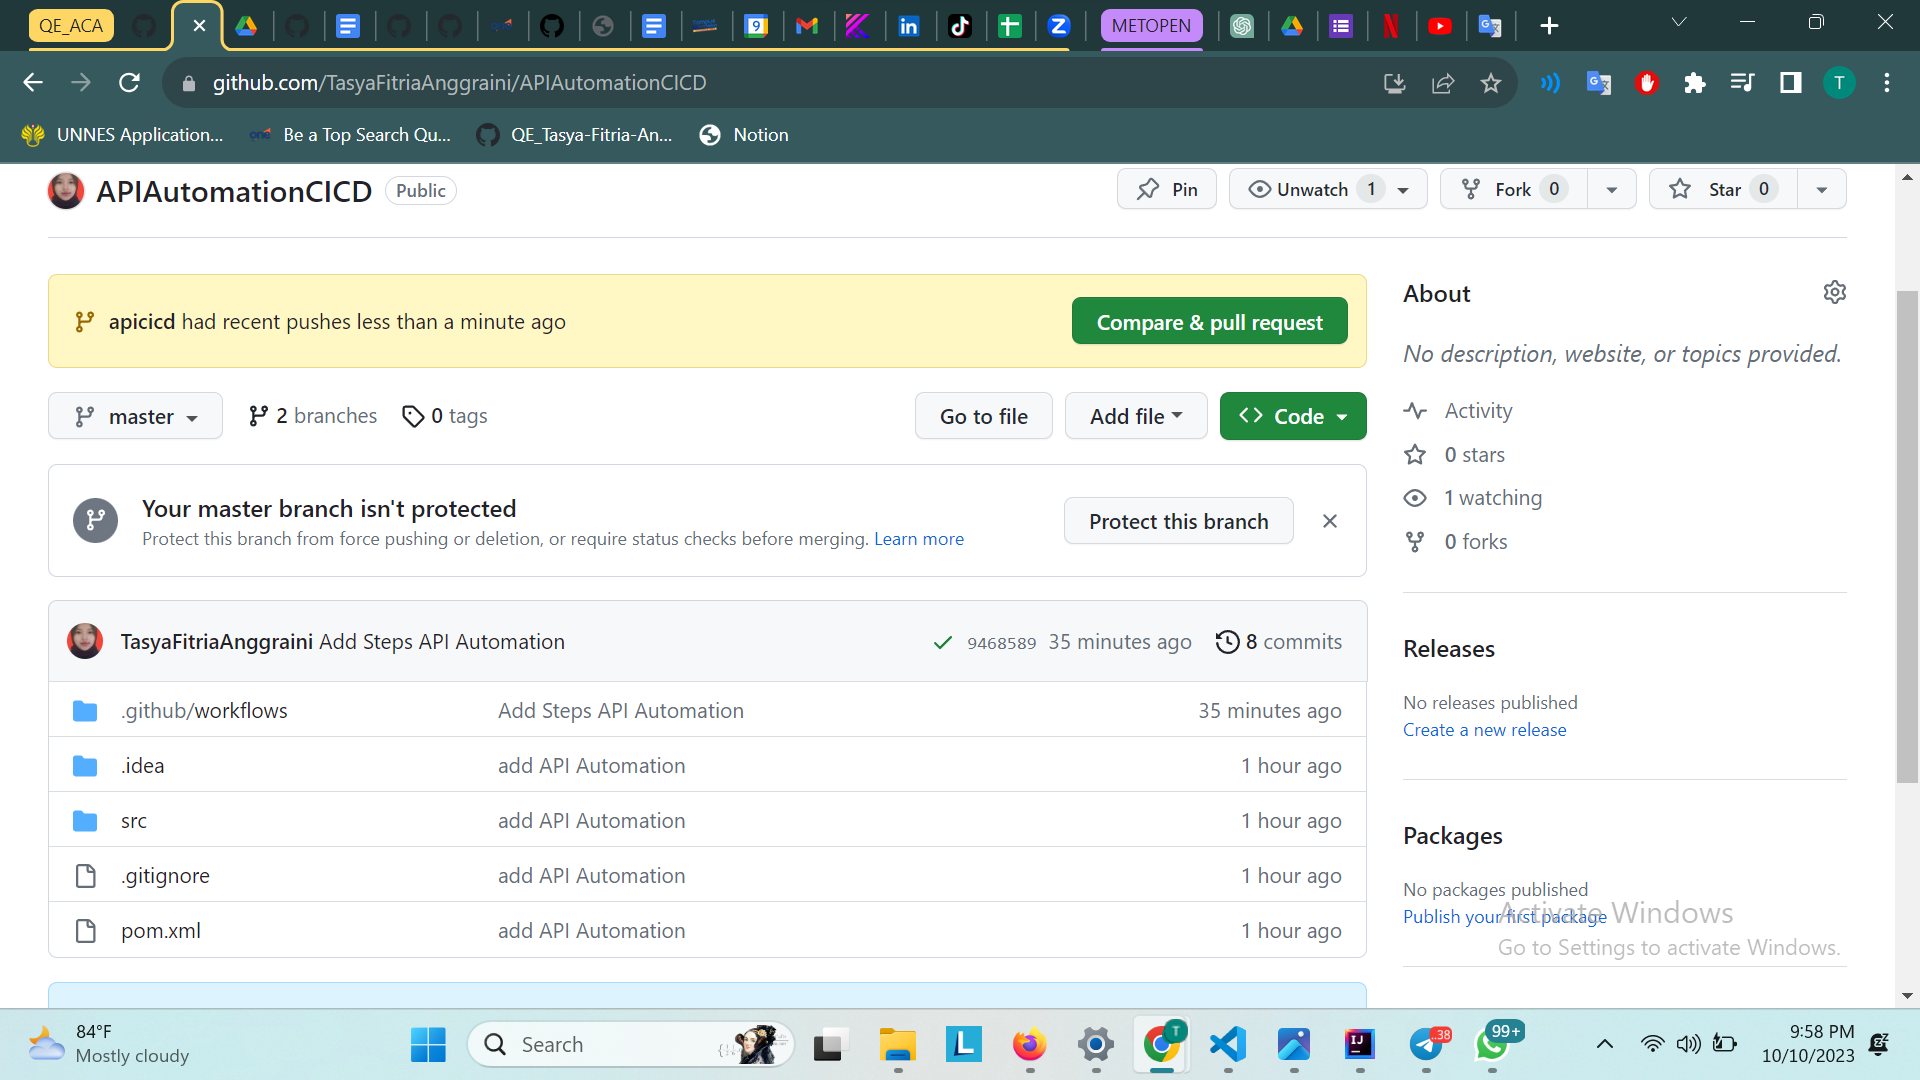 QE_ACA
METOPEN
github.com/TasyaFitriaAnggraini/APIAutomationCICD
T
UNNES Application...
Be a Top Search Qu...
QE_Tasya-Fitria-An...
Notion
APIAutomationCICD
Public
Pin
Unwatch 1
Fork 0
Star 0
apicicd had recent pushes less than a minute ago
Compare & pull request
master
2 branches
0 tags
Go to file
Add file
Code
Your master branch isn't protected
Protect this branch from force pushing or deletion, or require status checks before merging. Learn more
Protect this branch
TasyaFitriaAnggraini Add Steps API Automation
9468589 35 minutes ago
8 commits
.github/workflows Add Steps API Automation 35 minutes ago
.idea add API Automation 1 hour ago
src add API Automation 1 hour ago
.gitignore add API Automation 1 hour ago
pom.xml add API Automation 1 hour ago
About
No description, website, or topics provided.
Activity
0 stars
1 watching
0 forks
Releases
No releases published
Create a new release
Packages
No packages published
Publish your first package
Activate Windows
Go to Settings to activate Windows.
84°F
Mostly cloudy
Search
L
T
IJ
38
99+
9:58 PM
10/10/2023